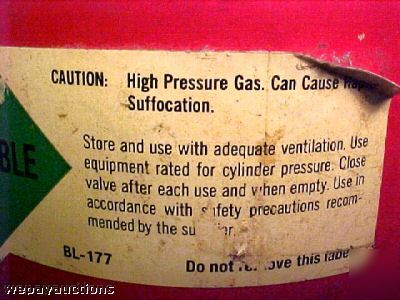 CAUTION: High Pressure Gas. Can Cause
Suffocation.
BLE
Store and use with adequate ventilation. Use
equipment rated for cylinder pressure. Close
valve after each use and when empty. Use in
accordance with safety precautions recom-
mended by the
BL-177
Do not this
wepayauctions